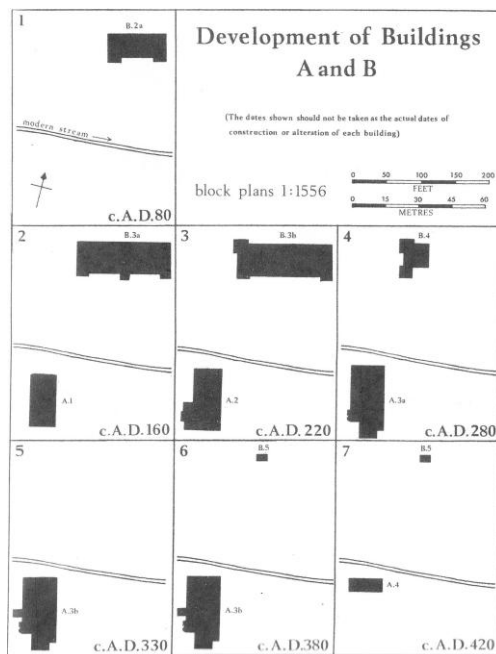 1
B.2a
modern stream
c.A.D.80
Development of Buildings
A and B
(The dates shown should not be taken as the actual dates of
construction or alteration of each building)
block plans 1:1556
0 50 100 150 200
FEET
0 15 30 45 60
METRES
2
B.3a
A.1
c.A.D.160
3
B.3b
A.2
c.A.D.220
4
B.4
A.3a
c.A.D.280
5
A.3b
c.A.D.330
6
B.5
A.3b
c.A.D.380
7
B.5
A.4
c.A.D.420